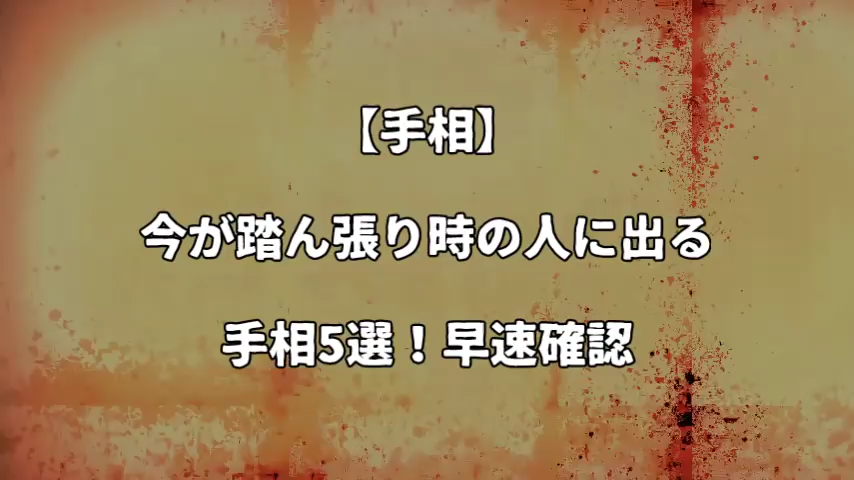 【手相】
今が踏ん張り時の人に出る
手相5選！早速確認